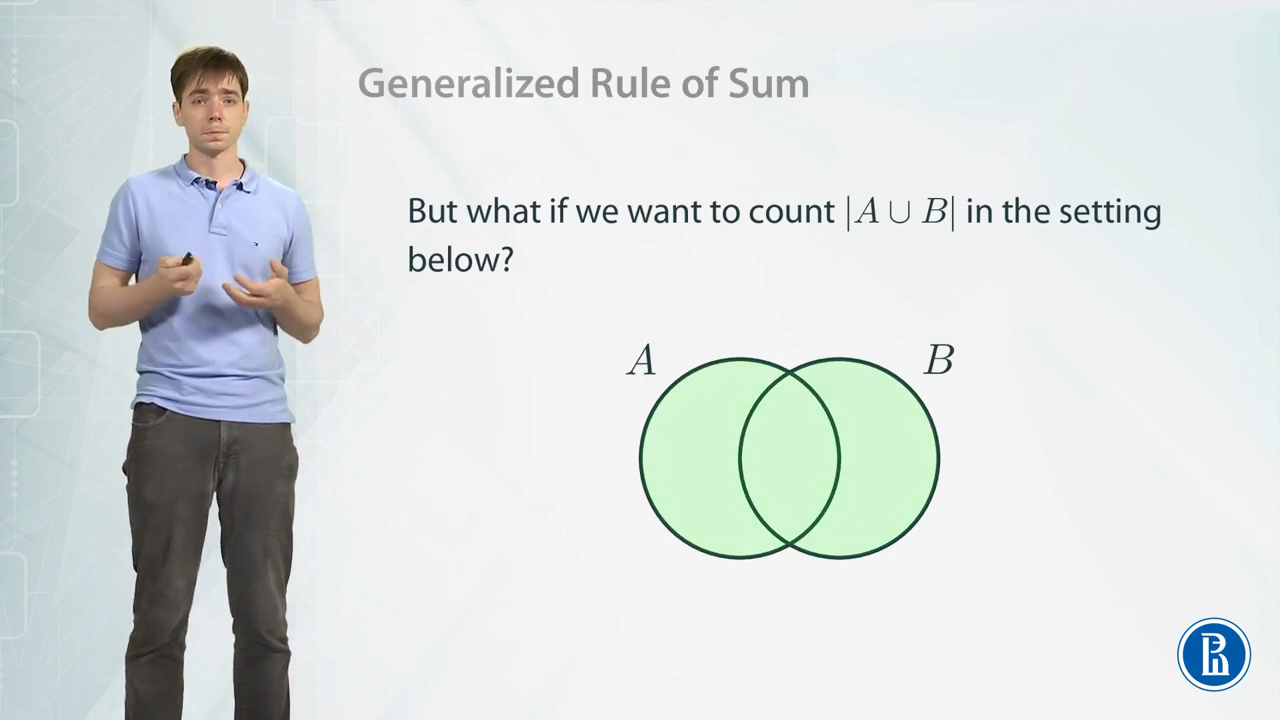 Generalized Rule of Sum
But what if we want to count |A ∪ B| in the setting
below?
A
B